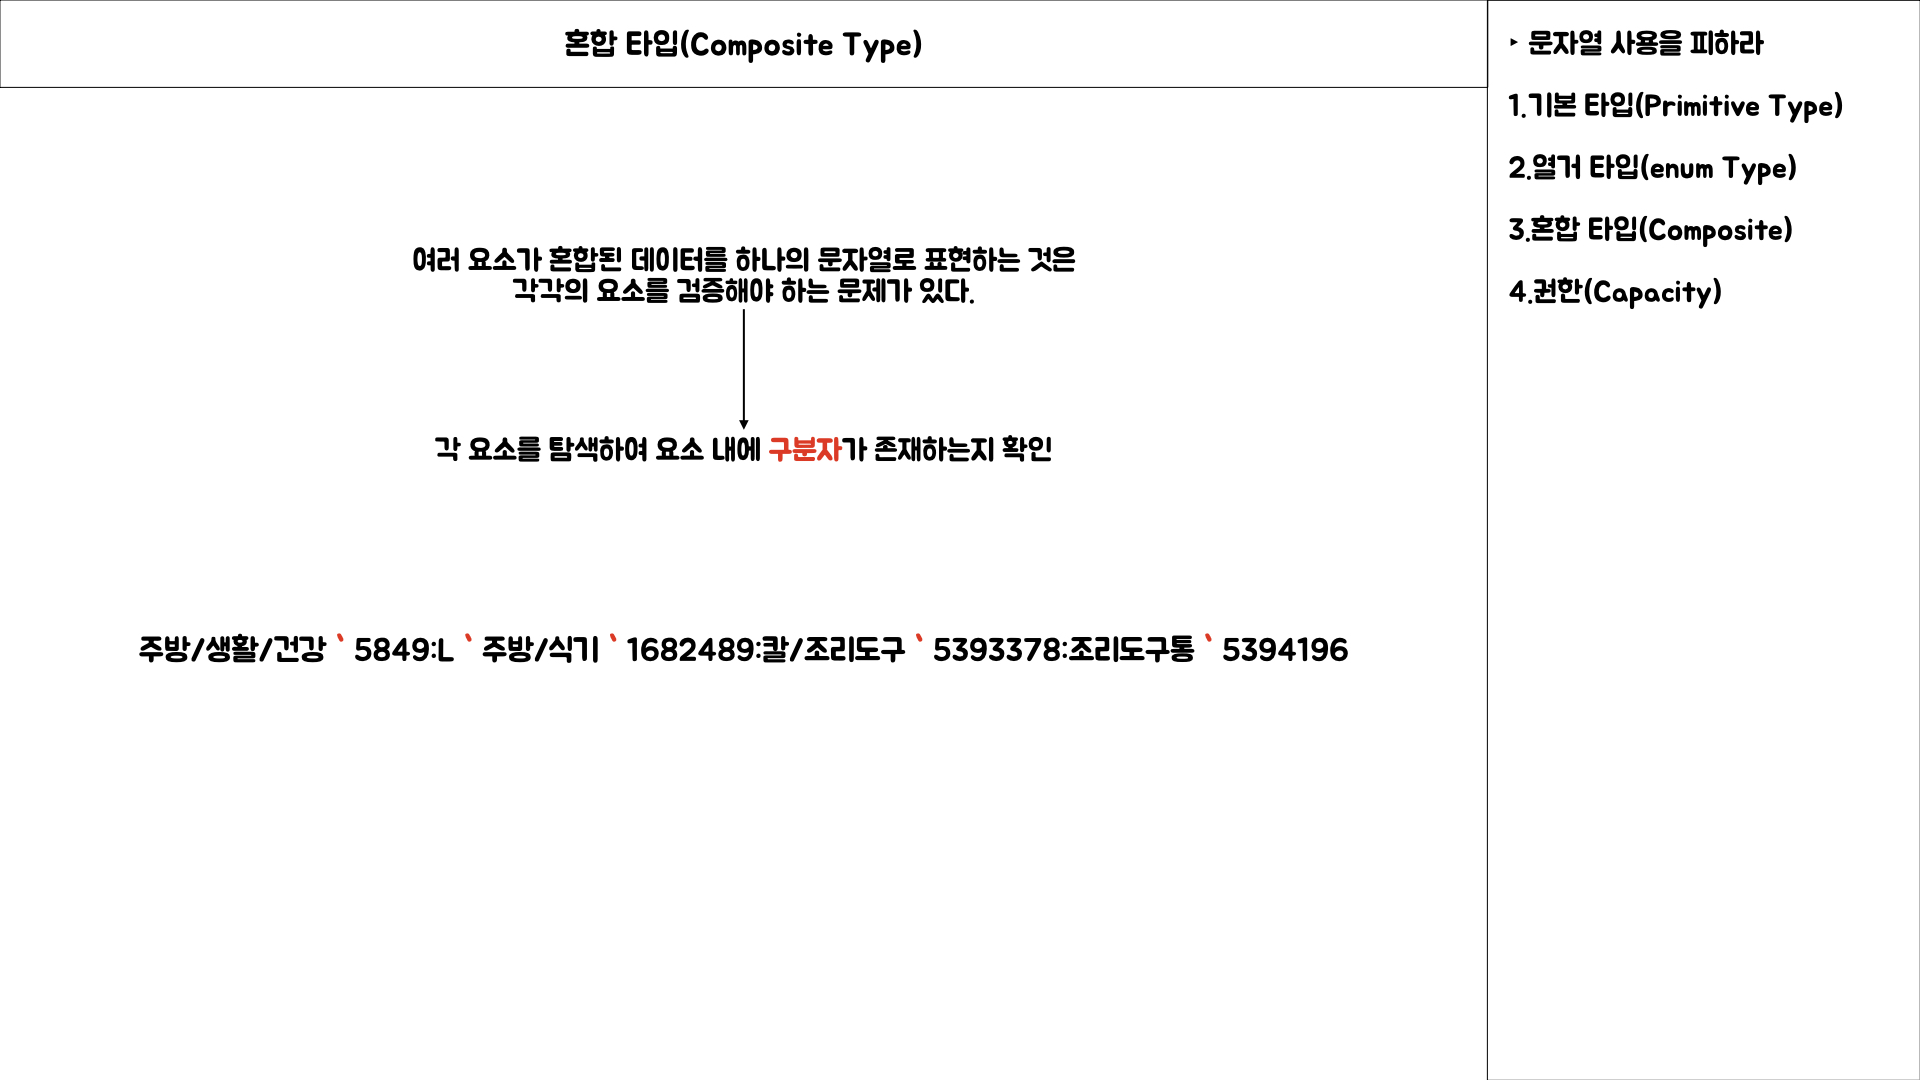 혼합 타입(Composite Type)
여러 요소가 혼합된 데이터를 하나의 문자열로 표현하는 것은
각각의 요소를 검증해야 하는 문제가 있다.
각 요소를 탐색하여 요소 내에 구분자가 존재하는지 확인
주방/생활/건강 ` 5849:L ` 주방/식기 ` 1682489:칼/조리도구 ` 5393378:조리도구통 ` 5394196
‣ 문자열 사용을 피하라
1.기본 타입(Primitive Type)
2.열거 타입(enum Type)
3.혼합 타입(Composite)
4.권한(Capacity)